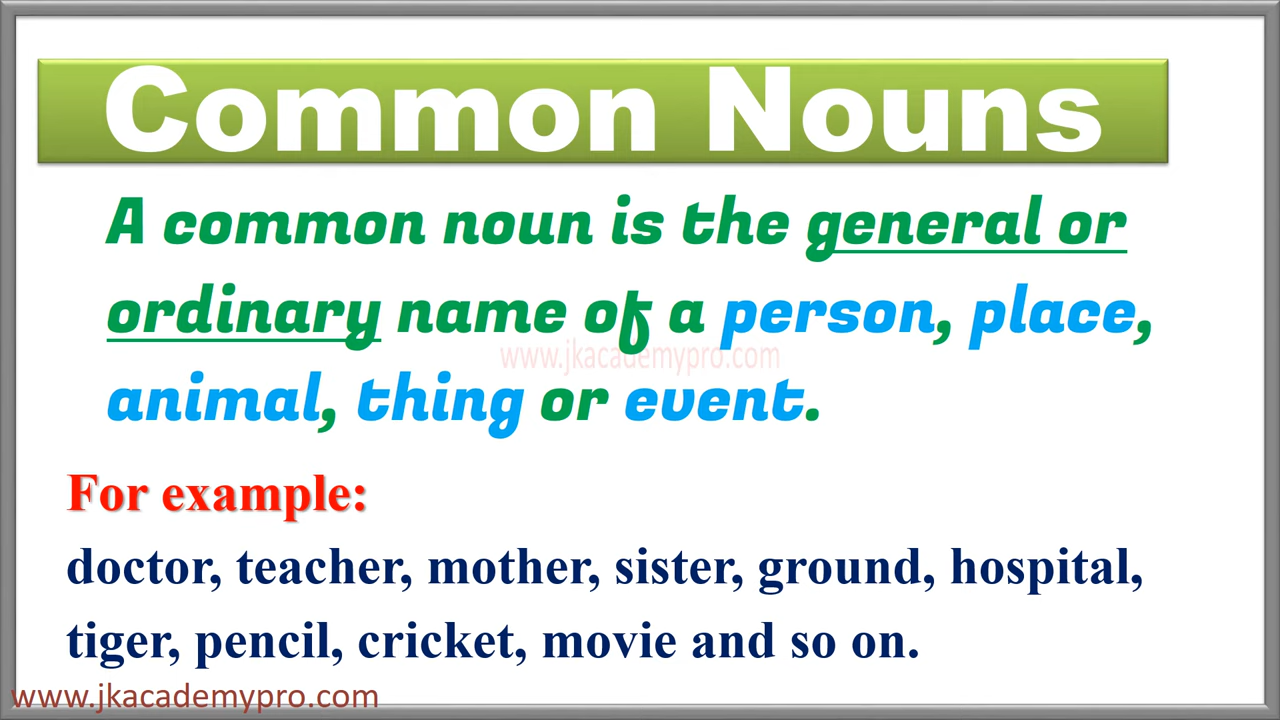 Common Nouns
A common noun is the general or
ordinary name of a person, place,
www.jkacademypro.com
animal, thing or event.
For example:
doctor, teacher, mother, sister, ground, hospital,
tiger, pencil, cricket, movie and so on.
www.jkacademypro.com